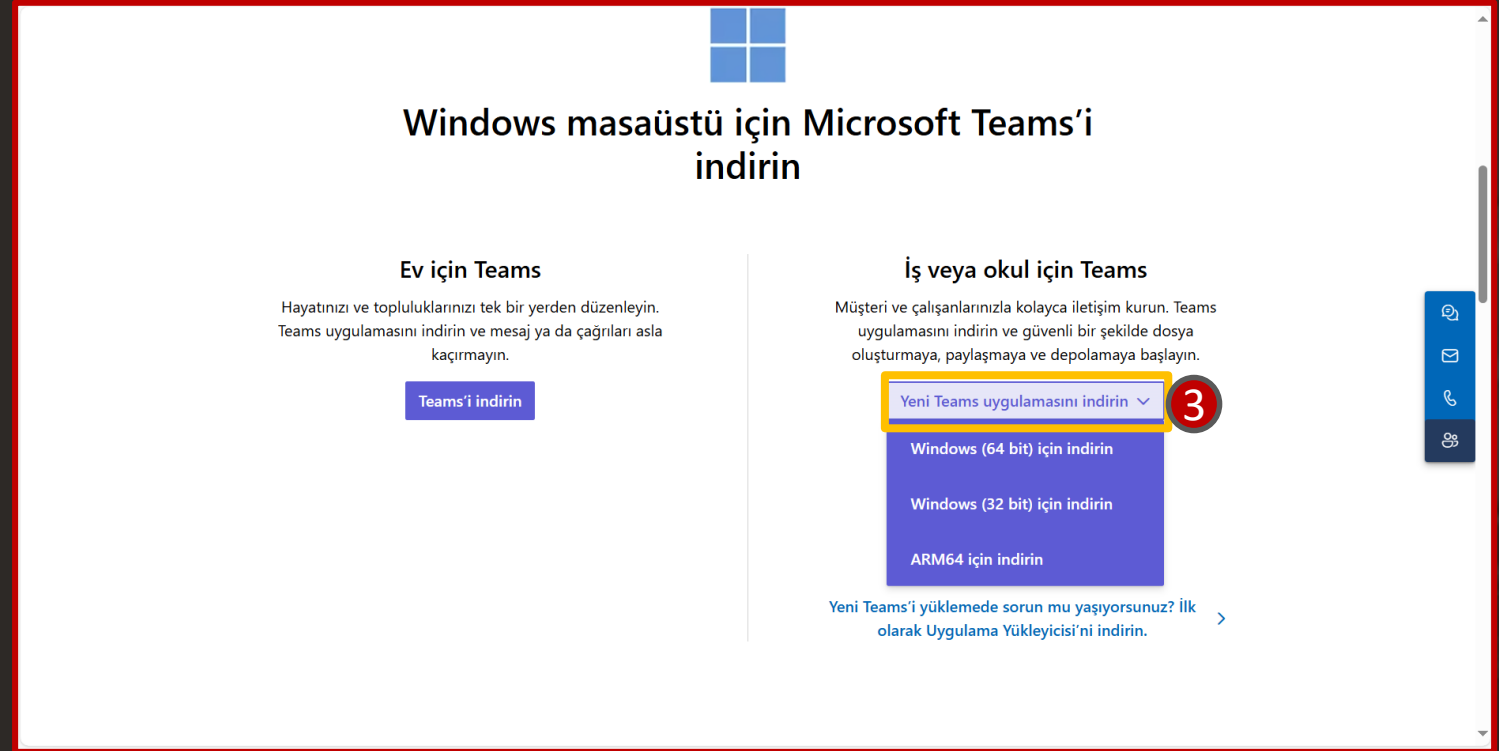 Windows masaüstü için Microsoft Teams’i
indirin
Ev için Teams
Hayatınızı ve topluluklarınızı tek bir yerden düzenleyin.
Teams uygulamasını indirin ve mesaj ya da çağrıları asla
kaçırmayın.
Teams’i indirin
İş veya okul için Teams
Müşteri ve çalışanlarınızla kolayca iletişim kurun. Teams
uygulamasını indirin ve güvenli bir şekilde dosya
oluşturmaya, paylaşmaya ve depolamaya başlayın.
Yeni Teams uygulamasını indirin
3
Windows (64 bit) için indirin
Windows (32 bit) için indirin
ARM64 için indirin
Yeni Teams’i yüklemede sorun mu yaşıyorsunuz? İlk
olarak Uygulama Yükleyicisi’ni indirin.